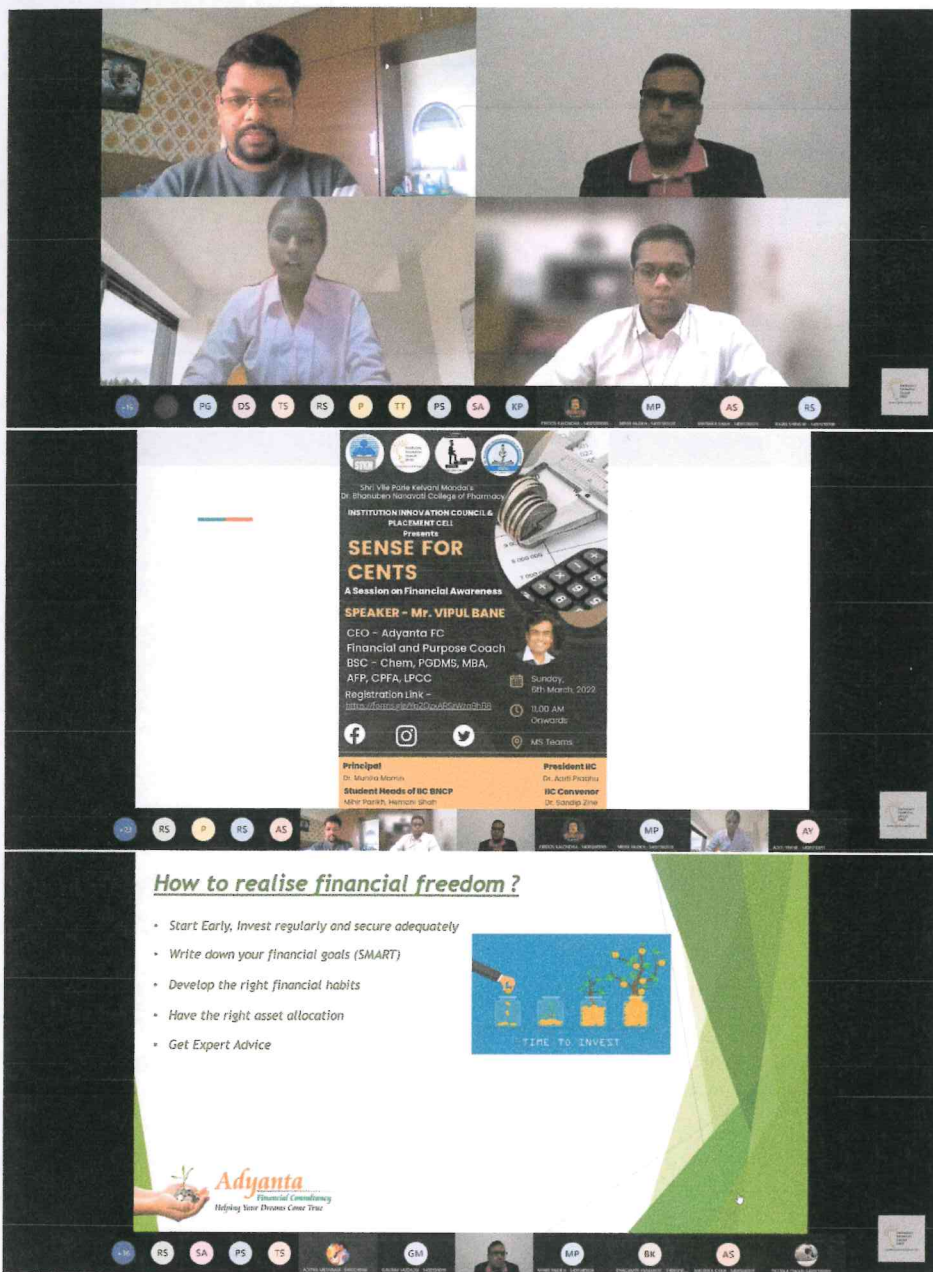 PG
DS
TS
RS
P
TT
PS
SA
KP
MP
AS
RS
Shri Vile Parle Kelvani Mandal's
Dr. Bhanuben Nanavati College of Pharmacy
INSTITUTION INNOVATION COUNCIL &
PLACEMENT CELL
Presents
SENSE FOR
CENTS
A Session on Financial Awareness
SPEAKER - Mr. VIPUL BANE
CEO - Adyanta FC
Financial and Purpose Coach
BSC - Chem, PGDMS, MBA,
AFP, CPFA, LPCC
Registration Link -
Sunday,
6th March, 2022
11.00 AM
Onwards
MS Teams
Principal
President IIC
Student Heads of IIC BNCP
IIC Convenor
Mihir Parikh, Hemani Shah
Dr. Sandip Zine
RS
P
RS
AS
MP
AY
How to realise financial freedom ?
• Start Early, Invest regularly and secure adequately
• Write down your financial goals (SMART)
• Develop the right financial habits
• Have the right asset allocation
• Get Expert Advice
TIME TO INVEST
Adyanta
Financial Consultancy
Helping Your Dreams Come True
RS
SA
PS
TS
GM
MP
BK
AS